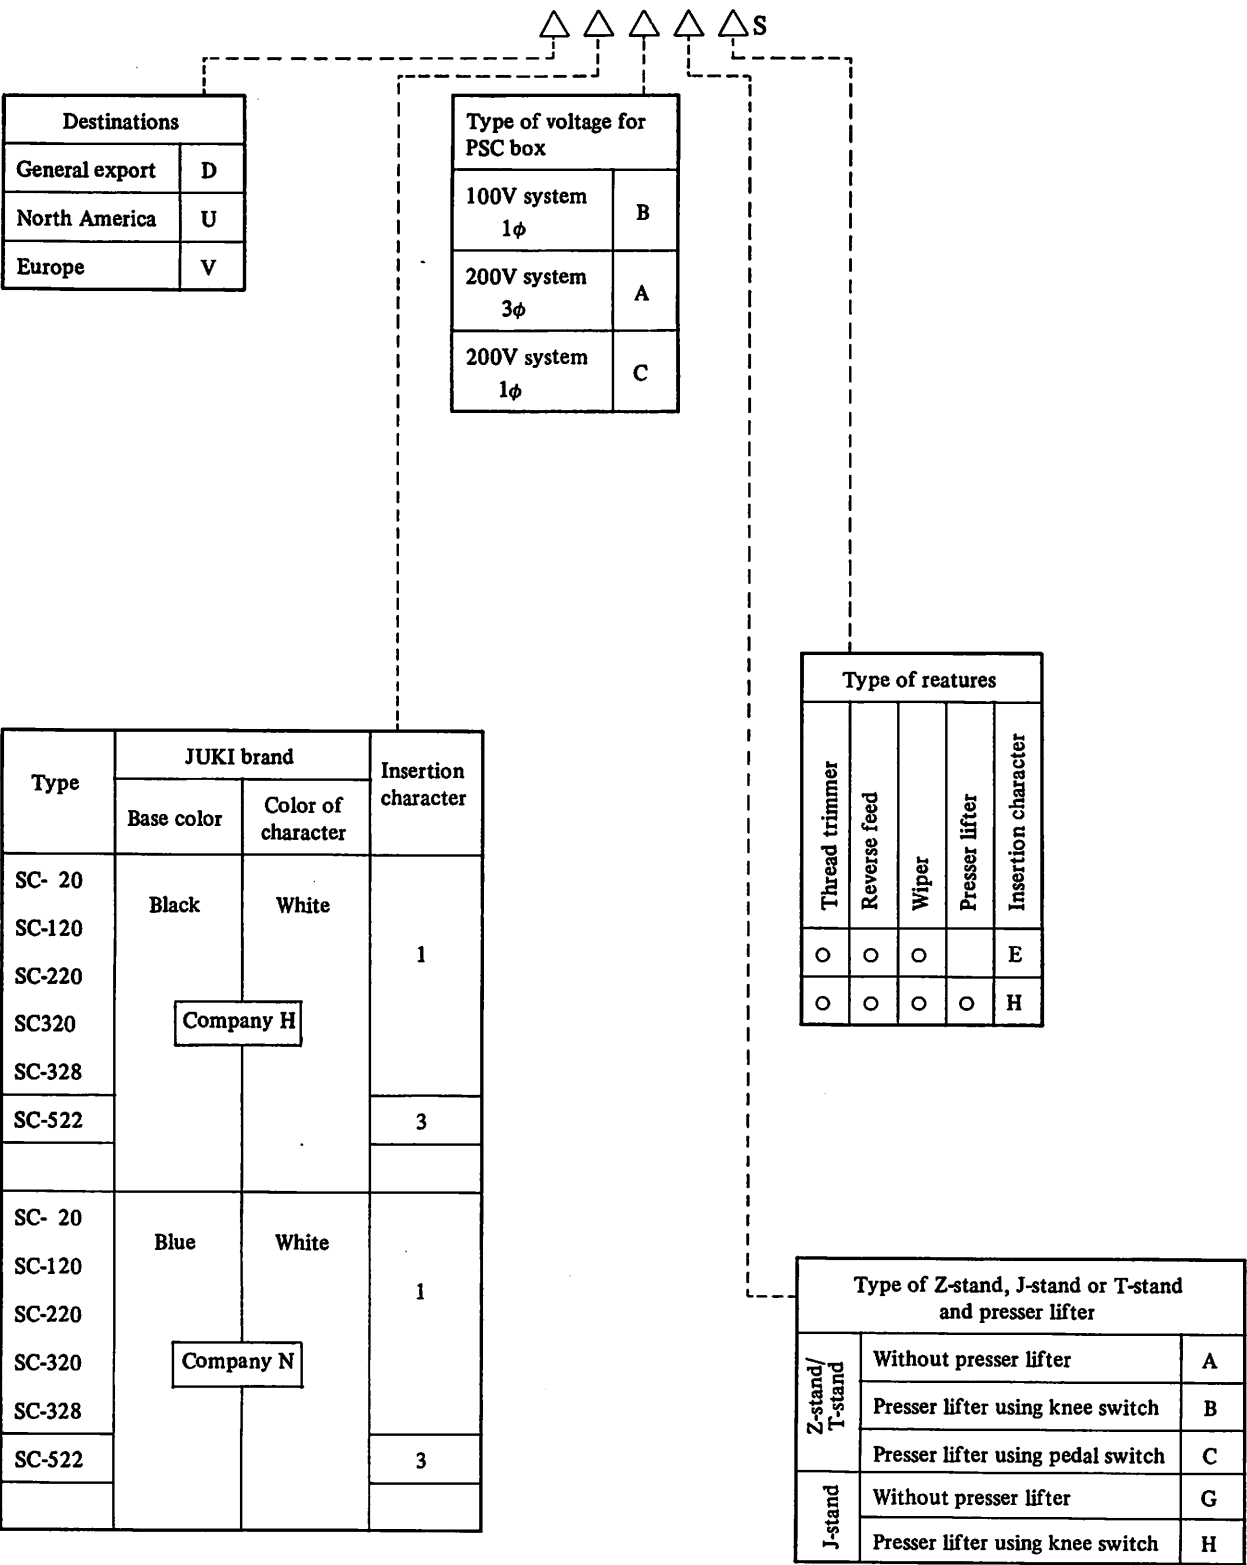 S
Destinations
General export D
North America U
Europe V
Type of voltage for
PSC box
100V system
1φ
B
200V system
3φ
A
200V system
1φ
C
Type of reatures
Thread trimmer
Reverse feed
Wiper
Presser lifter
Insertion character
○ ○ ○ E
○ ○ ○ ○ H
Type
JUKI brand
Base color
Color of
character
Insertion
character
SC- 20
SC-120
SC-220
SC320
SC-328
Black
White
Company H
1
SC-522
3
SC- 20
SC-120
SC-220
SC-320
SC-328
Blue
White
Company N
1
SC-522
3
Type of Z-stand, J-stand or T-stand
and presser lifter
Z-stand/
T-stand
Without presser lifter A
Presser lifter using knee switch B
Presser lifter using pedal switch C
J-stand
Without presser lifter G
Presser lifter using knee switch H